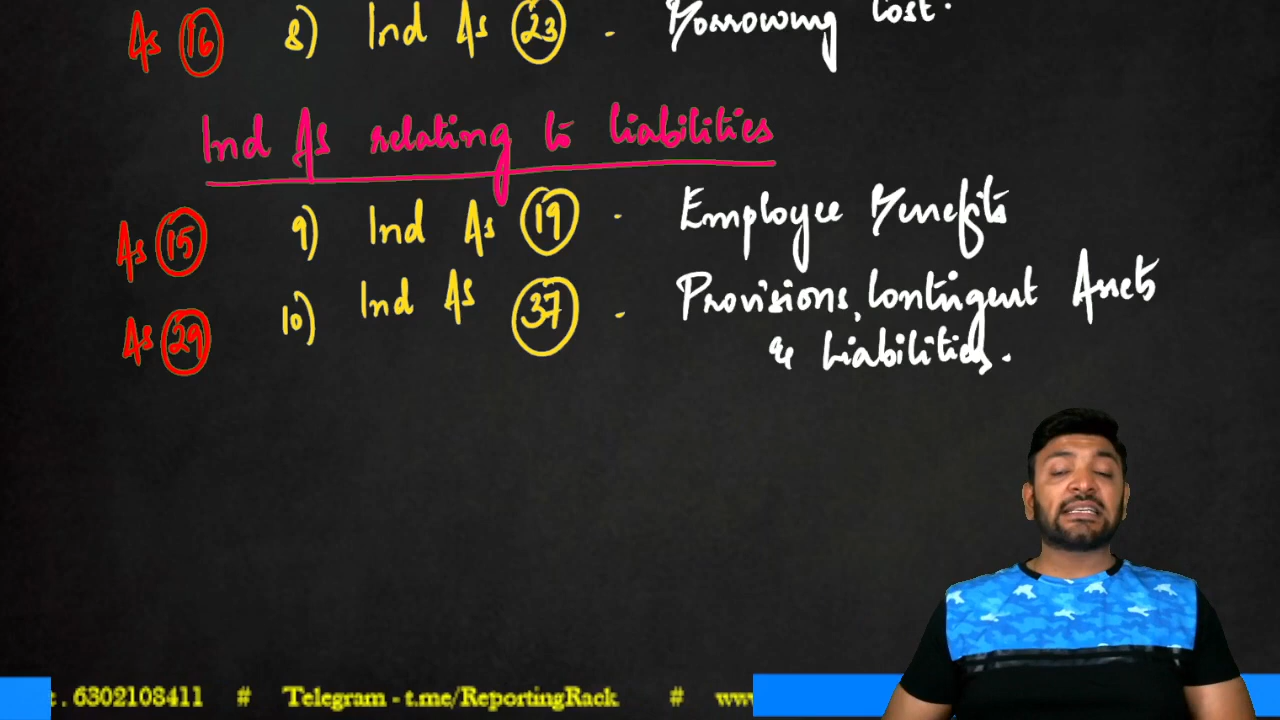 As 16 8) Ind As 23 - Borrowing Cost.
Ind As relating to liabilities
As 15 9) Ind As 19 - Employee Benefits
As 29 10) Ind As 37 - Provisions, Contingent Assets
& Liabilities.
t . 6302108411 # Telegram - t.me/ReportingRack # www